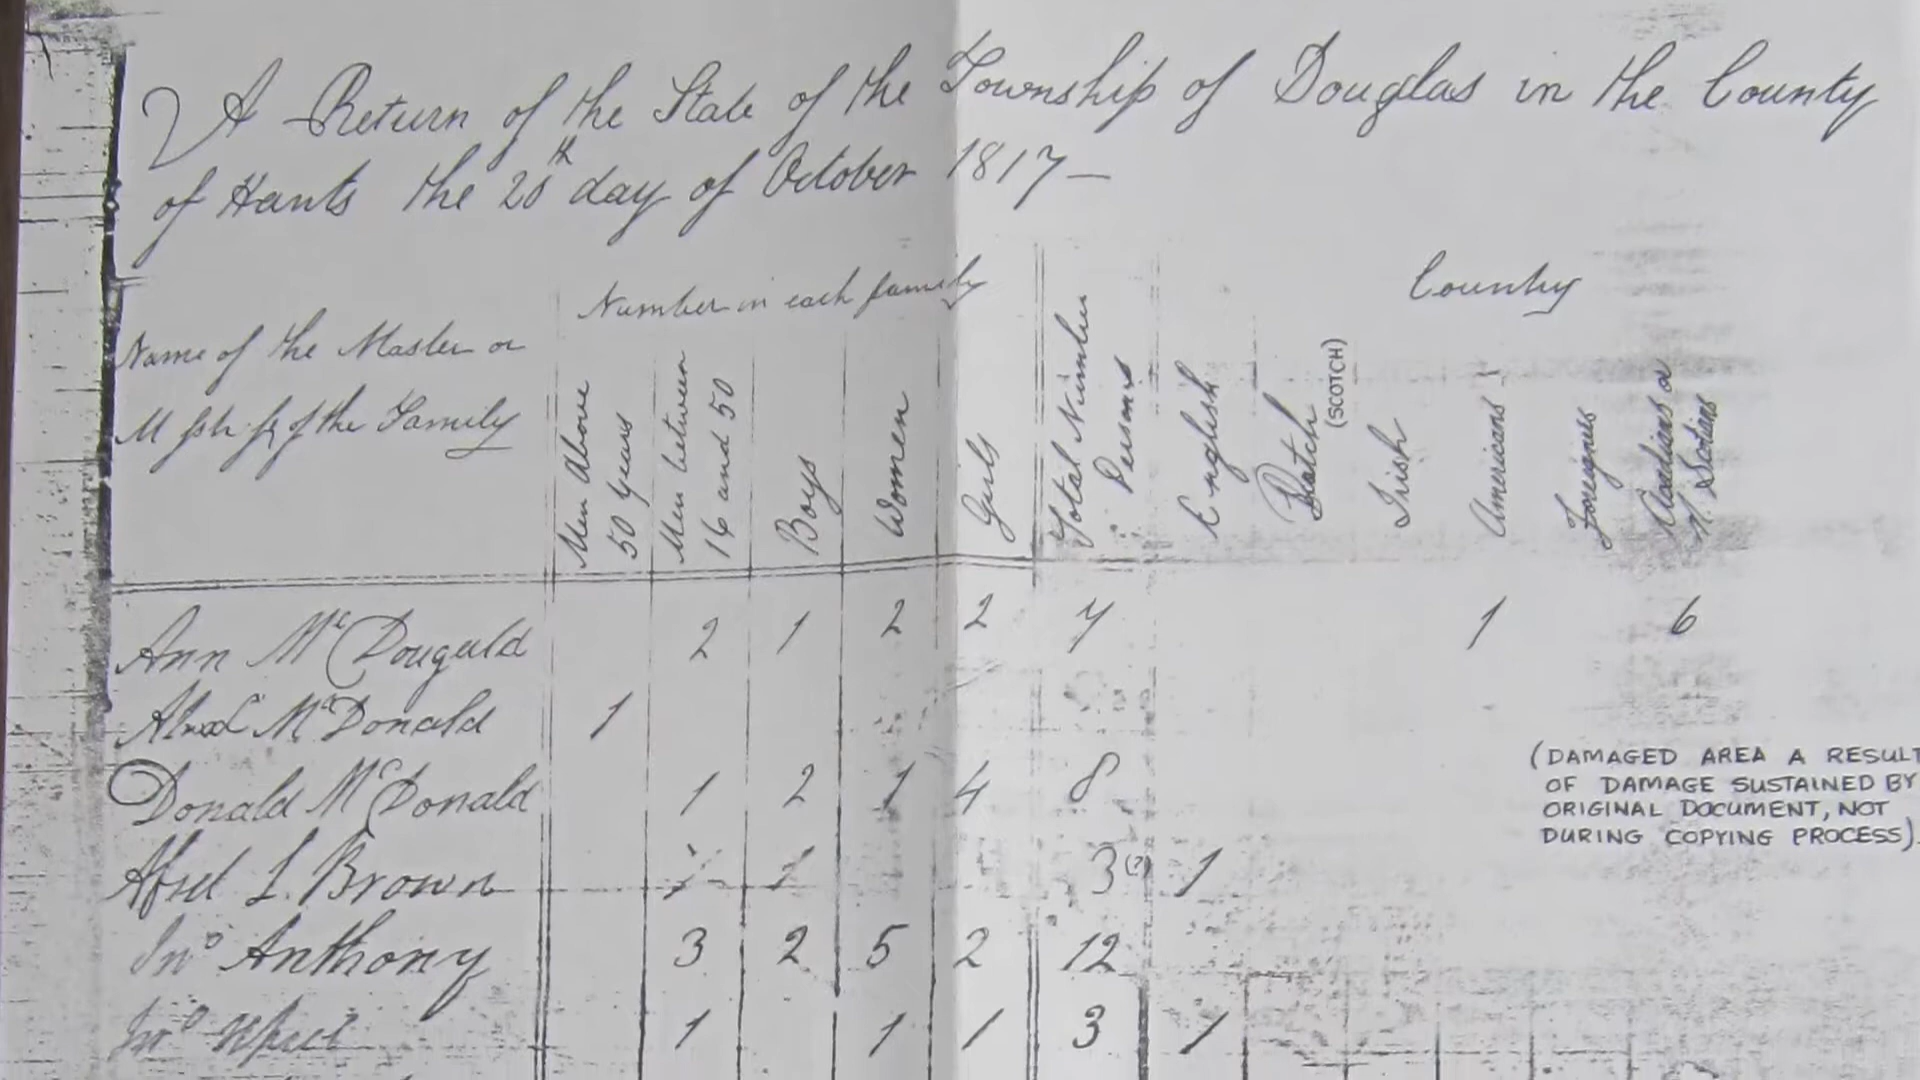 A Return of the State of the Township of Douglas in the County
of Hants the 20th day of October 1817 —
Number in each family
County
Name of the Master or
of the Family
Men Above 50 Years
Men between 16 and 50
Boys
Women
Girls
Total Number Persons
English
(SCOTCH)
Irish
Americans
Foreigners
Acadians or N. Scotians
Ann McDougald 2 1 2 2 7 1 6
McDonald 1
Donald McDonald 1 2 1 4 8
L. Brown 1 1 3(?) 1
Jno Anthony 3 2 5 2 12
Jno 1 1 1 3 1
(DAMAGED AREA A RESULT
OF DAMAGE SUSTAINED BY
ORIGINAL DOCUMENT, NOT
DURING COPYING PROCESS)